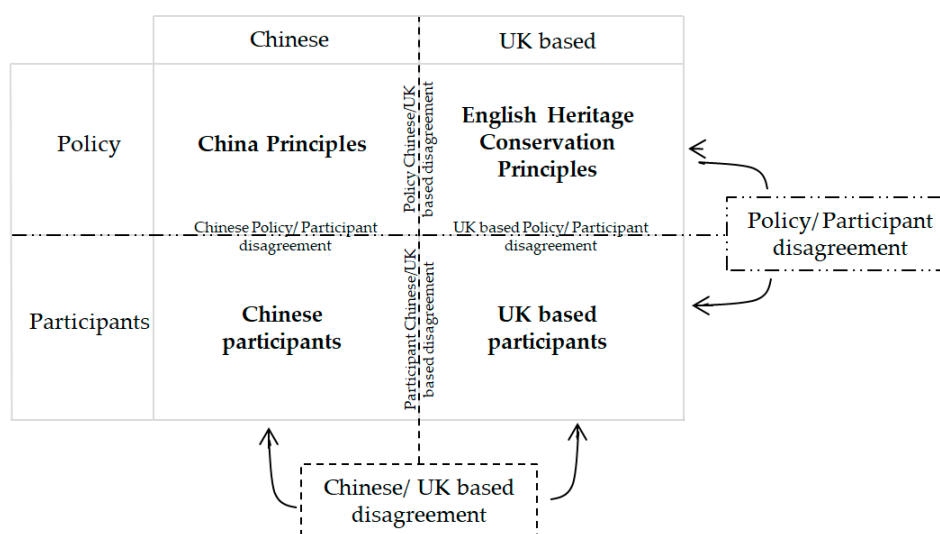 Chinese
UK based
Policy
China Principles
Policy Chinese/UK
based disagreement
English Heritage
Conservation
Principles
Chinese Policy/ Participant
disagreement
UK based Policy/ Participant
disagreement
Policy/ Participant
disagreement
Participants
Chinese
participants
Participant Chinese/UK
based disagreement
UK based
participants
Chinese/ UK based
disagreement